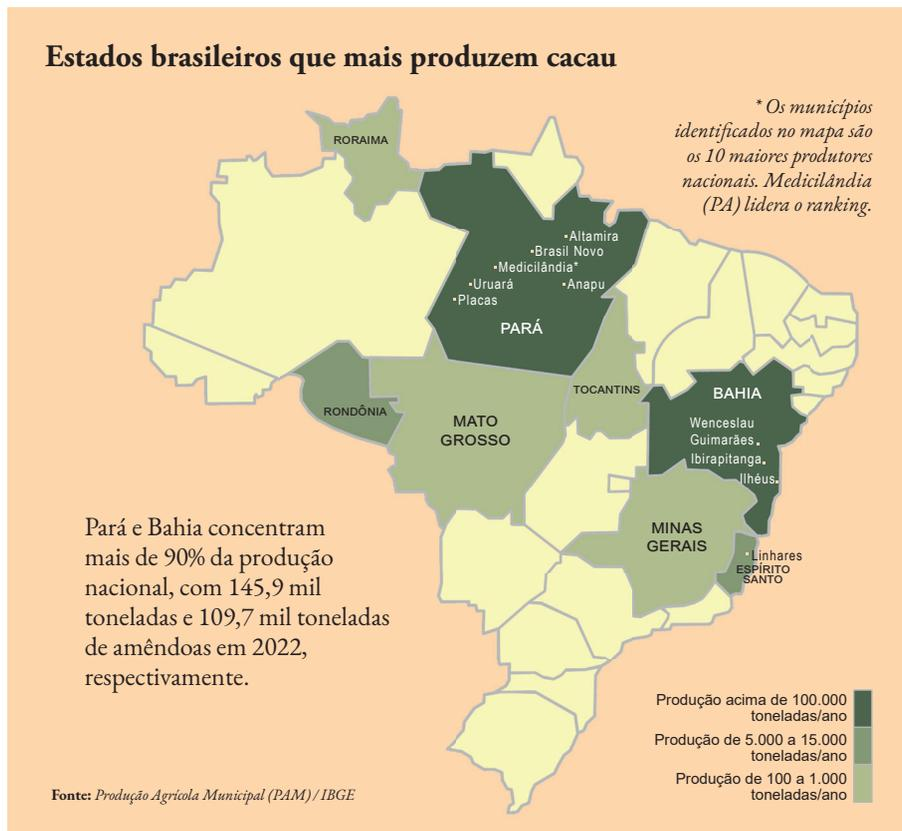 Estados brasileiros que mais produzem cacau
* Os municípios
identificados no mapa são
os 10 maiores produtores
nacionais. Medicilândia
(PA) lidera o ranking.
RORAIMA
Altamira
Brasil Novo
Medicilândia*
Uruará
Anapu
Placas
PARÁ
TOCANTINS
BAHIA
RONDÔNIA
MATO
GROSSO
Wenceslau
Guimarães
Ibirapitanga
Ilhéus
MINAS
GERAIS
Linhares
ESPÍRITO
SANTO
Pará e Bahia concentram
mais de 90% da produção
nacional, com 145,9 mil
toneladas e 109,7 mil toneladas
de amêndoas em 2022,
respectivamente.
Produção acima de 100.000
toneladas/ano
Produção de 5.000 a 15.000
toneladas/ano
Produção de 100 a 1.000
toneladas/ano
Fonte: Produção Agrícola Municipal (PAM) / IBGE